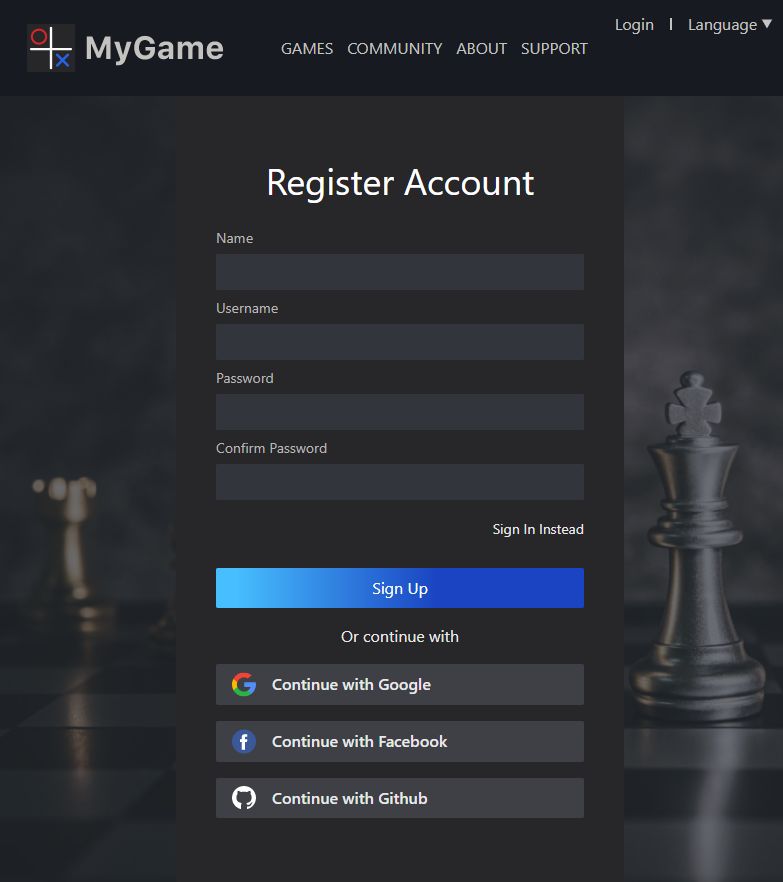 Login | Language ▼
MyGame
GAMES COMMUNITY ABOUT SUPPORT
Register Account
Name
Username
Password
Confirm Password
Sign In Instead
Sign Up
Or continue with
Continue with Google
Continue with Facebook
Continue with Github